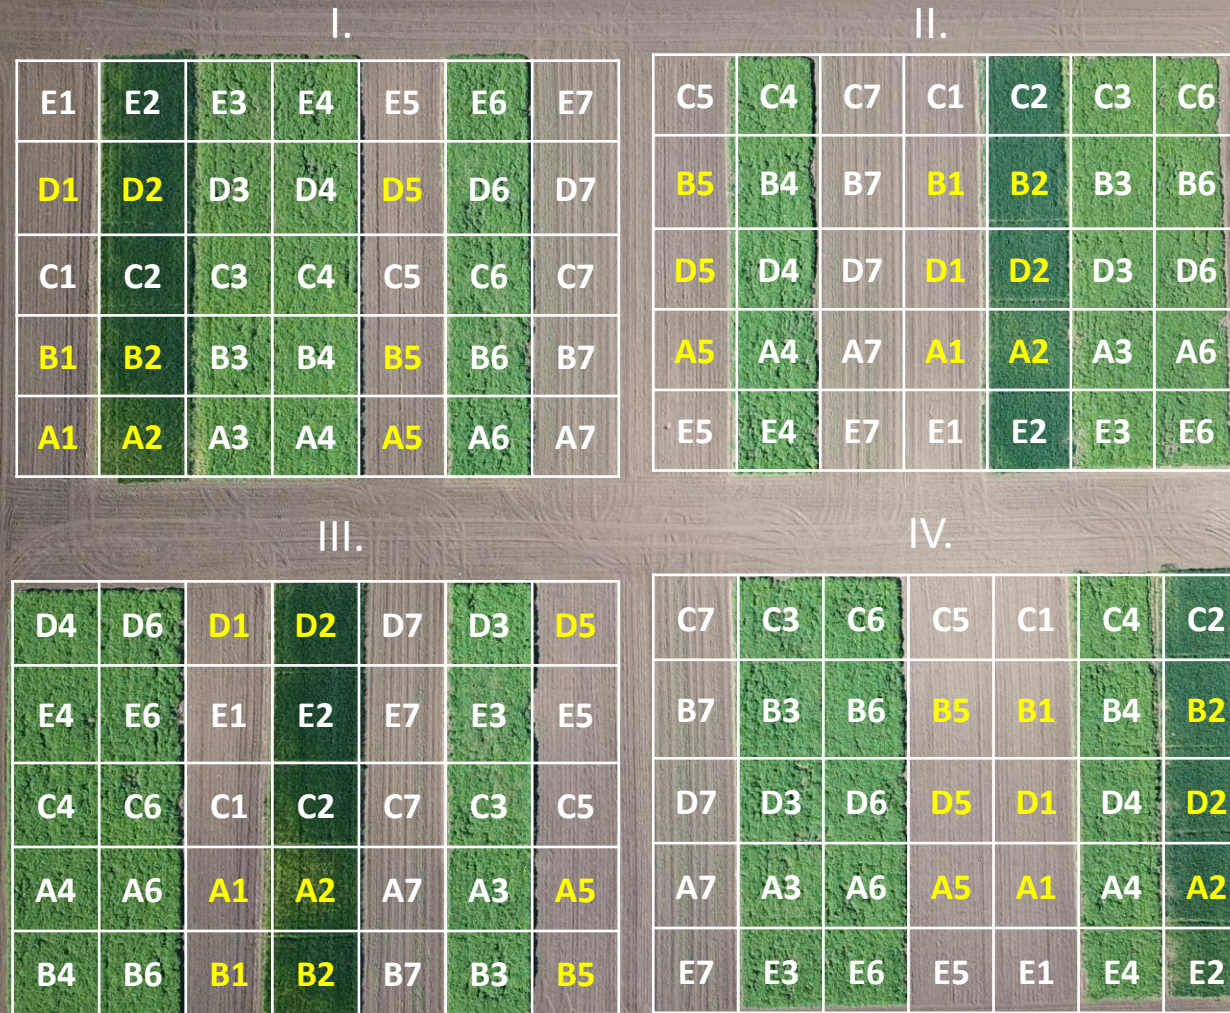 I.
E1 E2 E3 E4 E5 E6 E7
D1 D2 D3 D4 D5 D6 D7
C1 C2 C3 C4 C5 C6 C7
B1 B2 B3 B4 B5 B6 B7
A1 A2 A3 A4 A5 A6 A7
II.
C5 C4 C7 C1 C2 C3 C6
B5 B4 B7 B1 B2 B3 B6
D5 D4 D7 D1 D2 D3 D6
A5 A4 A7 A1 A2 A3 A6
E5 E4 E7 E1 E2 E3 E6
III.
D4 D6 D1 D2 D7 D3 D5
E4 E6 E1 E2 E7 E3 E5
C4 C6 C1 C2 C7 C3 C5
A4 A6 A1 A2 A7 A3 A5
B4 B6 B1 B2 B7 B3 B5
IV.
C7 C3 C6 C5 C1 C4 C2
B7 B3 B6 B5 B1 B4 B2
D7 D3 D6 D5 D1 D4 D2
A7 A3 A6 A5 A1 A4 A2
E7 E3 E6 E5 E1 E4 E2